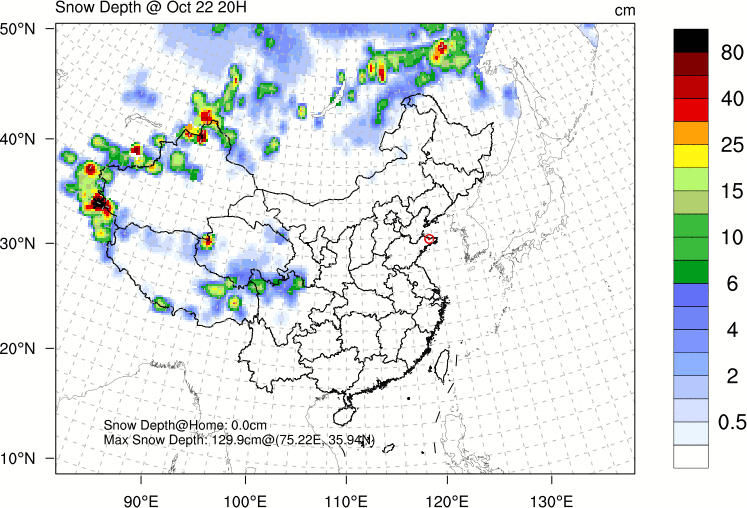 Snow Depth @ Oct 22 20H
cm
50°N
40°N
30°N
20°N
10°N
80
40
25
15
10
6
4
2
0.5
Snow Depth@Home: 0.0cm
Max Snow Depth: 129.9cm@(75.22E, 35.94N)
90°E 100°E 110°E 120°E 130°E